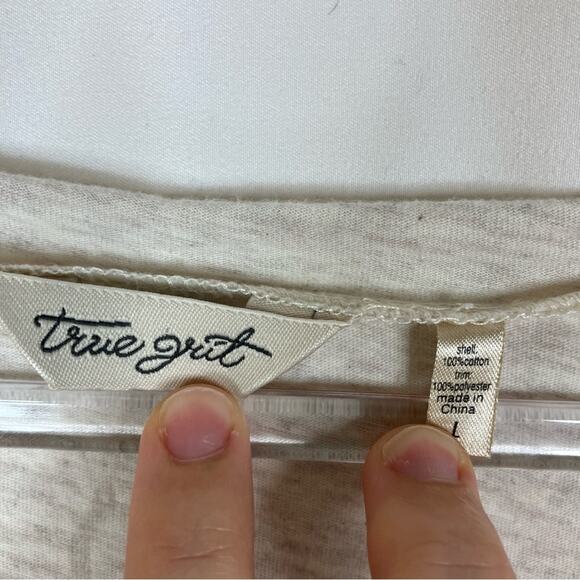 true grit
shell:
100%cotton
trim:
100%polyester
made in
China
L